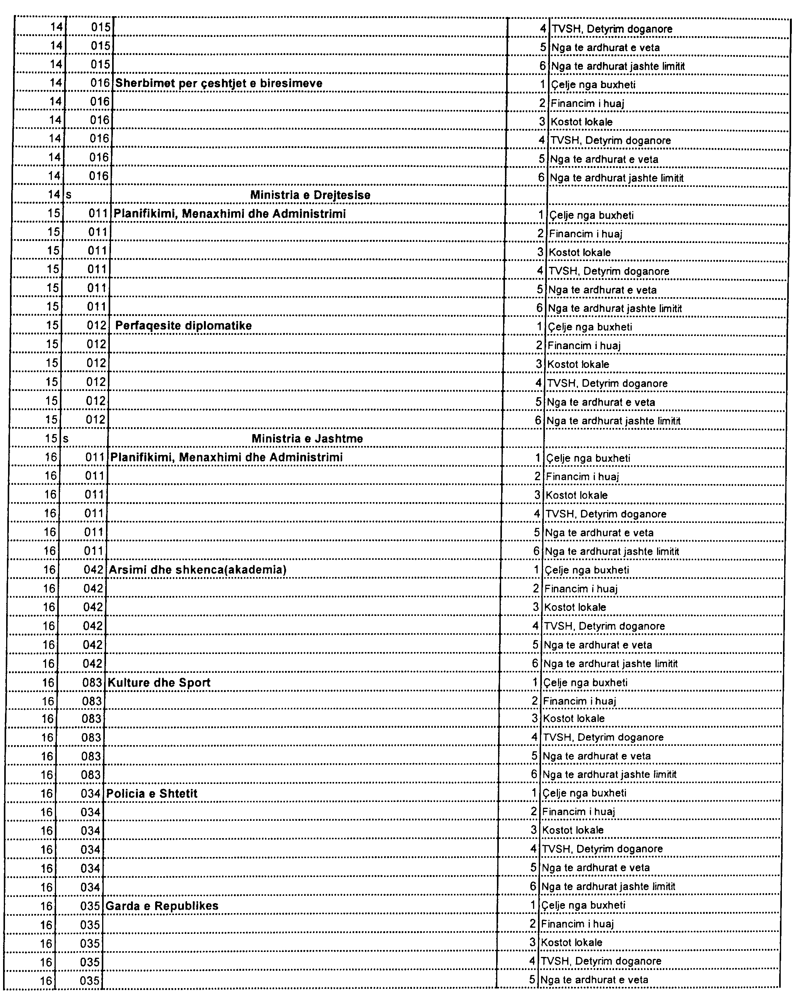 14 015 4 TVSH, Detyrim doganore
14 015 5 Nga te ardhurat e veta
14 015 6 Nga te ardhurat jashte limitit
14 016 Sherbimet per çeshtjet e biresimeve 1 Çelje nga buxheti
14 016 2 Financim i huaj
14 016 3 Kostot lokale
14 016 4 TVSH, Detyrim doganore
14 016 5 Nga te ardhurat e veta
14 016 6 Nga te ardhurat jashte limitit
14 s Ministria e Drejtesise
15 011 Planifikimi, Menaxhimi dhe Administrimi 1 Çelje nga buxheti
15 011 2 Financim i huaj
15 011 3 Kostot lokale
15 011 4 TVSH, Detyrim doganore
15 011 5 Nga te ardhurat e veta
15 011 6 Nga te ardhurat jashte limitit
15 012 Perfaqesite diplomatike 1 Çelje nga buxheti
15 012 2 Financim i huaj
15 012 3 Kostot lokale
15 012 4 TVSH, Detyrim doganore
15 012 5 Nga te ardhurat e veta
15 012 6 Nga te ardhurat jashte limitit
15 s Ministria e Jashtme
16 011 Planifikimi, Menaxhimi dhe Administrimi 1 Çelje nga buxheti
16 011 2 Financim i huaj
16 011 3 Kostot lokale
16 011 4 TVSH, Detyrim doganore
16 011 5 Nga te ardhurat e veta
16 011 6 Nga te ardhurat jashte limitit
16 042 Arsimi dhe shkenca(akademia) 1 Çelje nga buxheti
16 042 2 Financim i huaj
16 042 3 Kostot lokale
16 042 4 TVSH, Detyrim doganore
16 042 5 Nga te ardhurat e veta
16 042 6 Nga te ardhurat jashte limitit
16 083 Kulture dhe Sport 1 Çelje nga buxheti
16 083 2 Financim i huaj
16 083 3 Kostot lokale
16 083 4 TVSH, Detyrim doganore
16 083 5 Nga te ardhurat e veta
16 083 6 Nga te ardhurat jashte limitit
16 034 Policia e Shtetit 1 Çelje nga buxheti
16 034 2 Financim i huaj
16 034 3 Kostot lokale
16 034 4 TVSH, Detyrim doganore
16 034 5 Nga te ardhurat e veta
16 034 6 Nga te ardhurat jashte limitit
16 035 Garda e Republikes 1 Çelje nga buxheti
16 035 2 Financim i huaj
16 035 3 Kostot lokale
16 035 4 TVSH, Detyrim doganore
16 035 5 Nga te ardhurat e veta